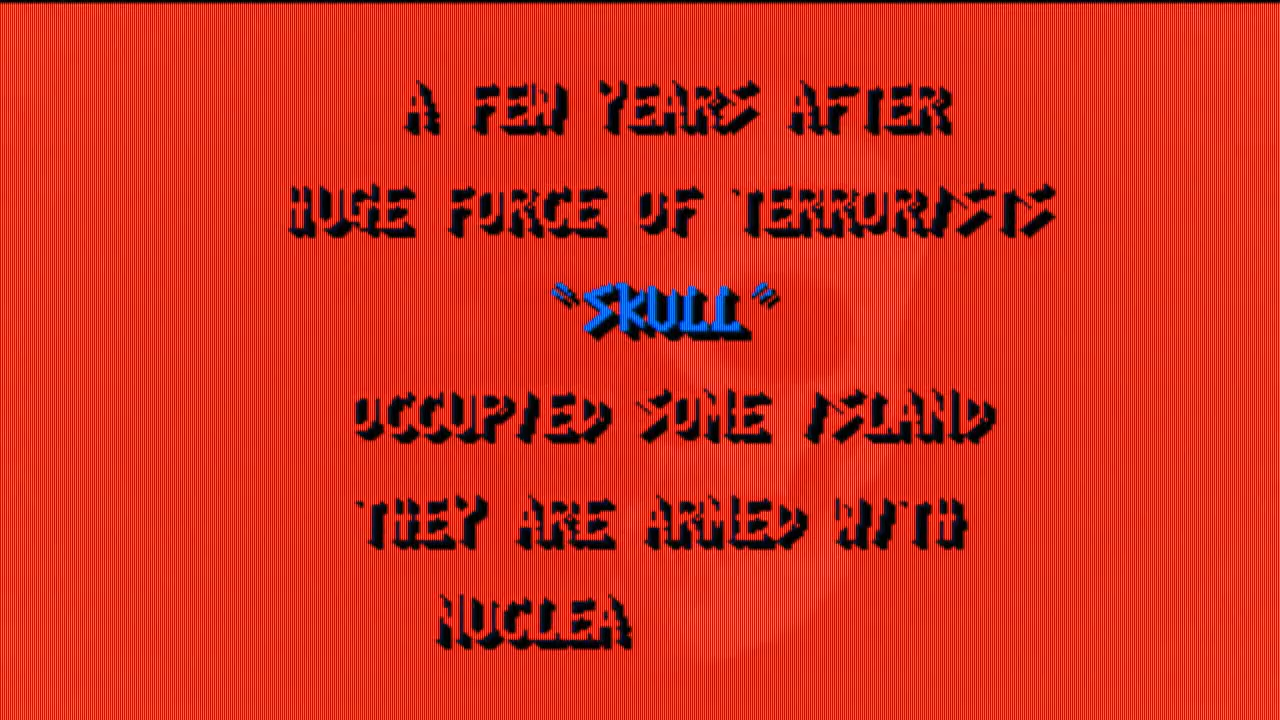 A FEW YEARS AFTER
HUGE FORCE OF TERRORISTS
"SKULL"
OCCUPIED SOME ISLAND
THEY ARE ARMED WITH
NUCLEA